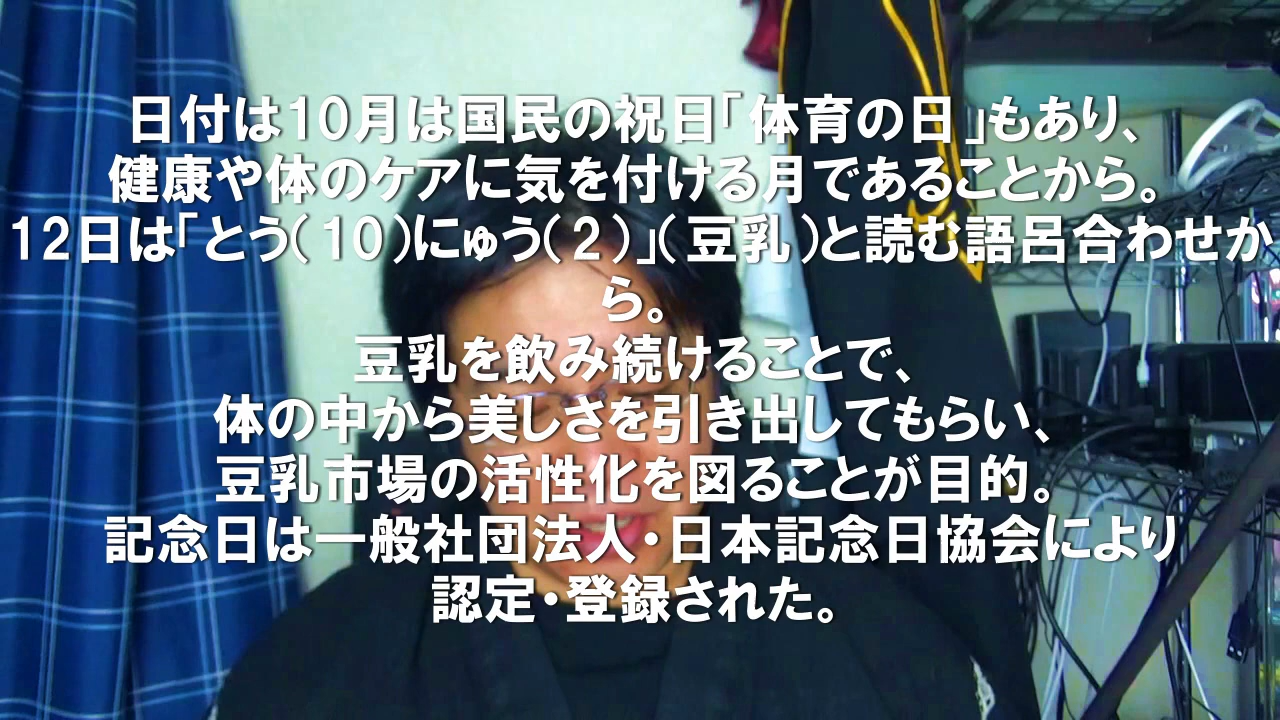 日付は10月は国民の祝日「体育の日」もあり、
健康や体のケアに気を付ける月であることから。
12日は「とう(10)にゅう(2)」(豆乳)と読む語呂合わせか
ら。
豆乳を飲み続けることで、
体の中から美しさを引き出してもらい、
豆乳市場の活性化を図ることが目的。
記念日は一般社団法人・日本記念日協会により
認定・登録された。